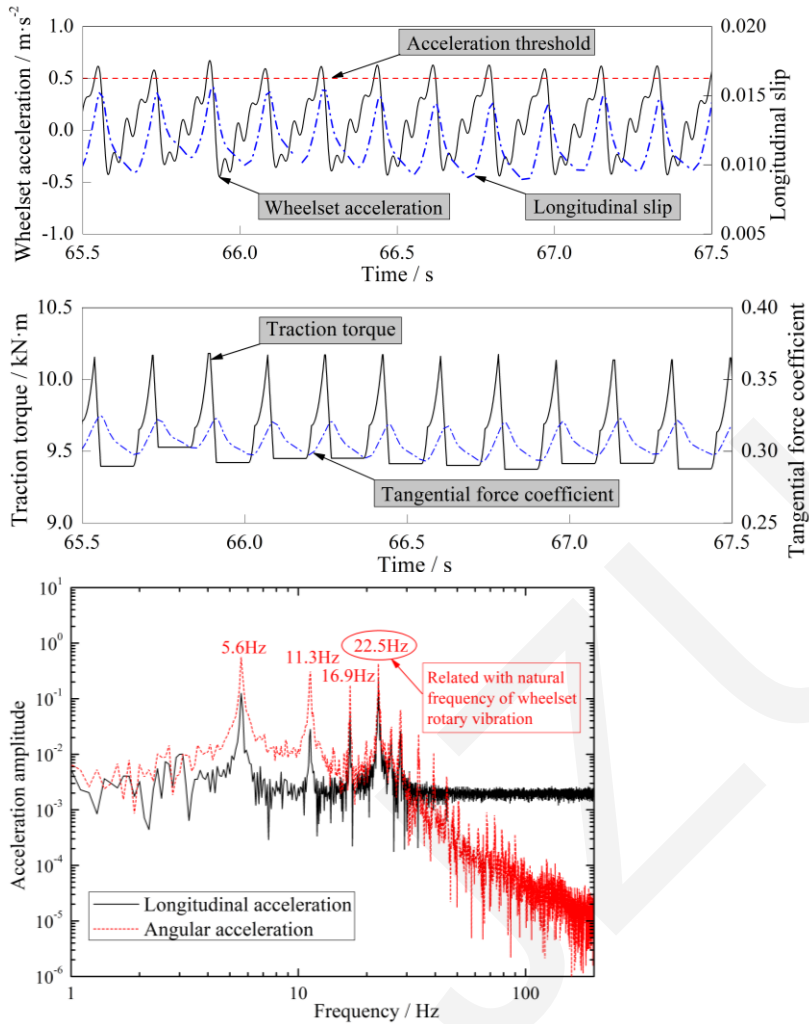 1.0
0.5
0.0
-0.5
-1.0
Wheelset acceleration / m·s⁻²
Acceleration threshold
Wheelset acceleration
Longitudinal slip
0.020
0.015
0.010
0.005
Longitudinal slip
65.5 66.0 66.5 67.0 67.5
Time / s
10.5
10.0
9.5
9.0
Traction torque / kN·m
Traction torque
Tangential force coefficient
0.40
0.35
0.30
0.25
Tangential force coefficient
65.5 66.0 66.5 67.0 67.5
Time / s
10¹
10⁰
10⁻¹
10⁻²
10⁻³
10⁻⁴
10⁻⁵
10⁻⁶
Acceleration amplitude
5.6Hz
11.3Hz
16.9Hz
22.5Hz
Related with natural
frequency of wheelset
rotary vibration
Longitudinal acceleration
Angular acceleration
1 10 100
Frequency / Hz